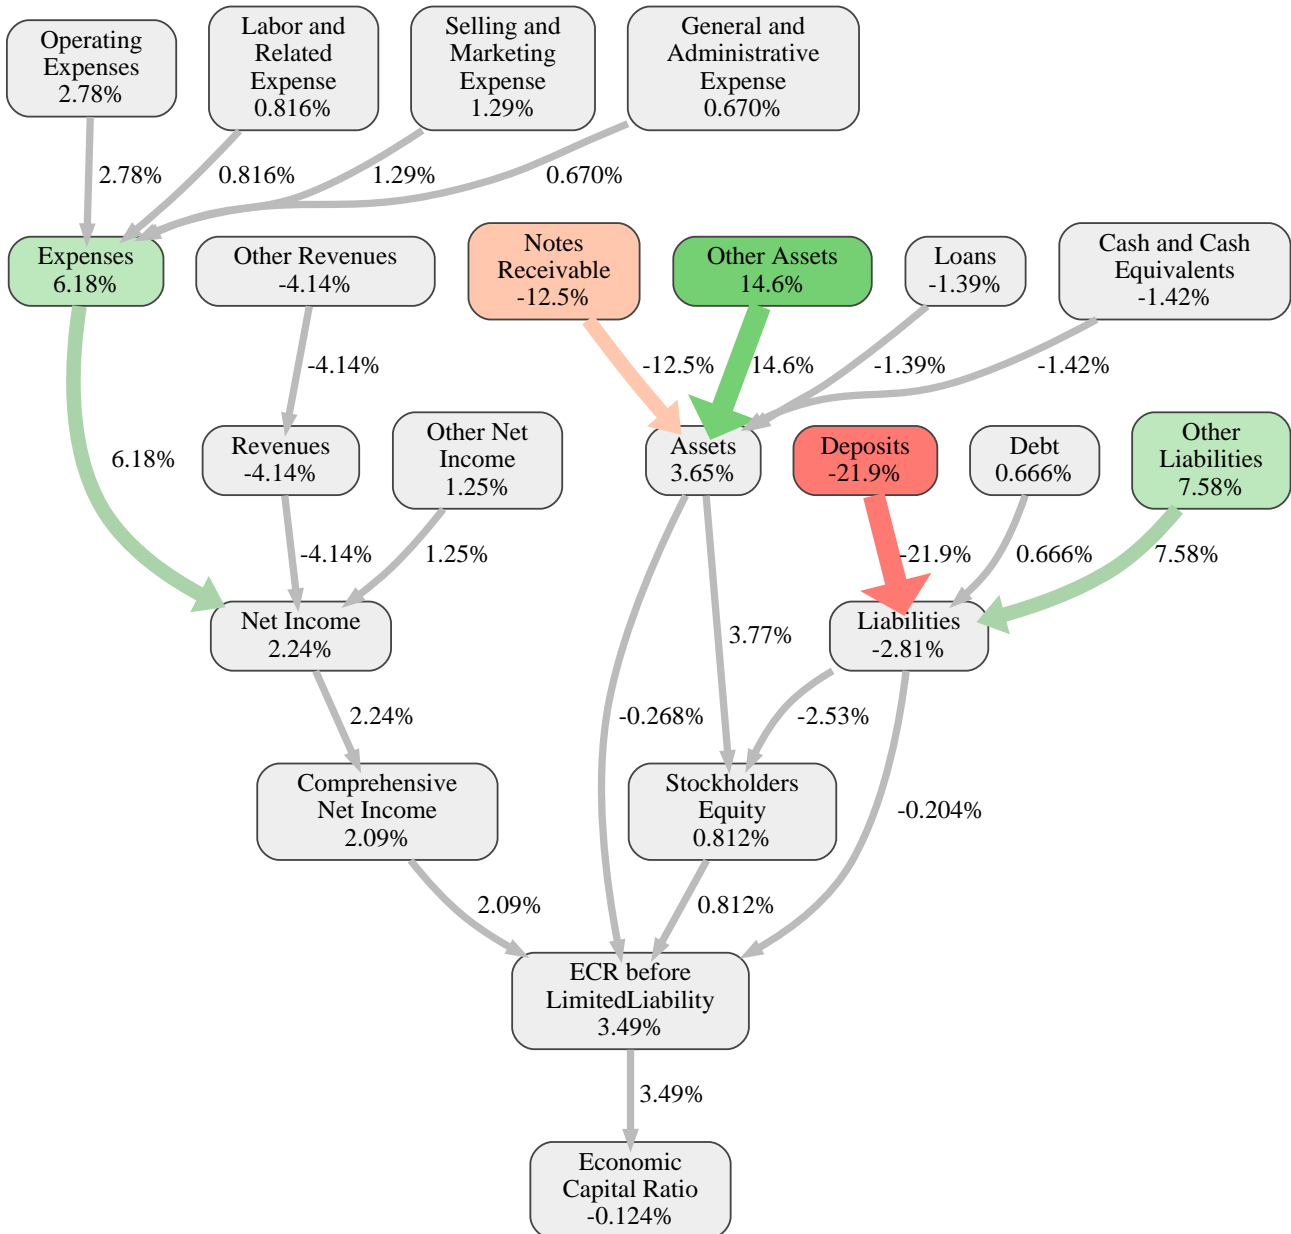 Operating
Expenses
2.78%
Labor and
Related
Expense
0.816%
Selling and
Marketing
Expense
1.29%
General and
Administrative
Expense
0.670%
2.78%
0.816%
1.29%
0.670%
Expenses
6.18%
Other Revenues
-4.14%
Notes
Receivable
-12.5%
Other Assets
14.6%
Loans
-1.39%
Cash and Cash
Equivalents
-1.42%
-4.14%
-12.5%
14.6%
-1.39%
-1.42%
6.18%
Revenues
-4.14%
Other Net
Income
1.25%
Assets
3.65%
Deposits
-21.9%
Debt
0.666%
Other
Liabilities
7.58%
-4.14%
1.25%
-21.9%
0.666%
7.58%
Net Income
2.24%
3.77%
Liabilities
-2.81%
2.24%
-0.268%
-2.53%
Comprehensive
Net Income
2.09%
Stockholders
Equity
0.812%
-0.204%
2.09%
0.812%
ECR before
LimitedLiability
3.49%
3.49%
Economic
Capital Ratio
-0.124%